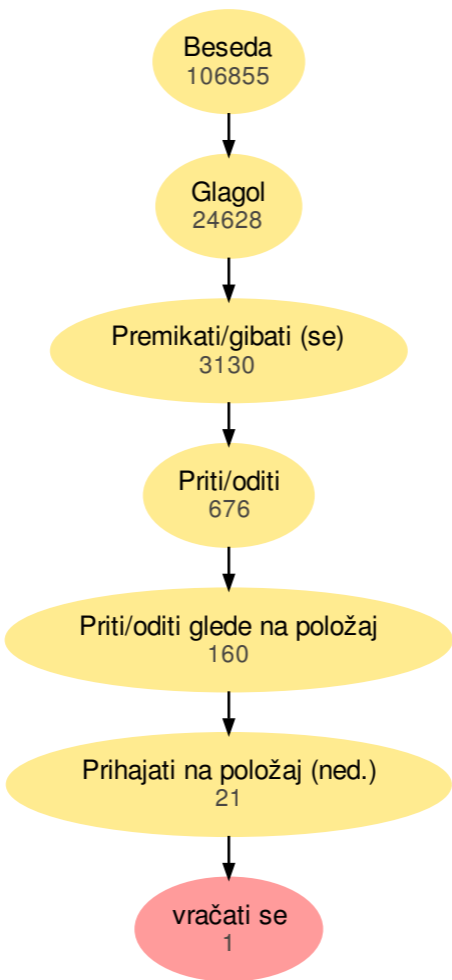 Beseda
106855
Glagol
24628
Premikati/gibati (se)
3130
Priti/oditi
676
Priti/oditi glede na položaj
160
Prihajati na položaj (ned.)
21
vračati se
1